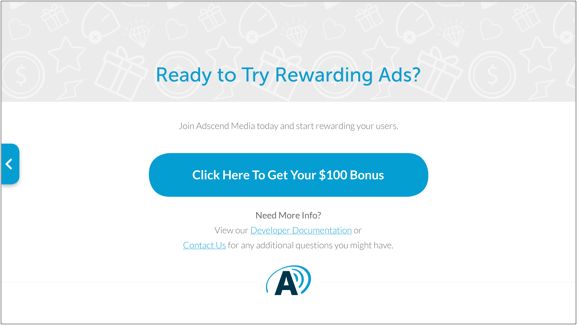 Ready to Try Rewarding Ads?
Join Adscend Media today and start rewarding your users.
Click Here To Get Your $100 Bonus
Need More Info?
View our Developer Documentation or
Contact Us for any additional questions you might have.
A